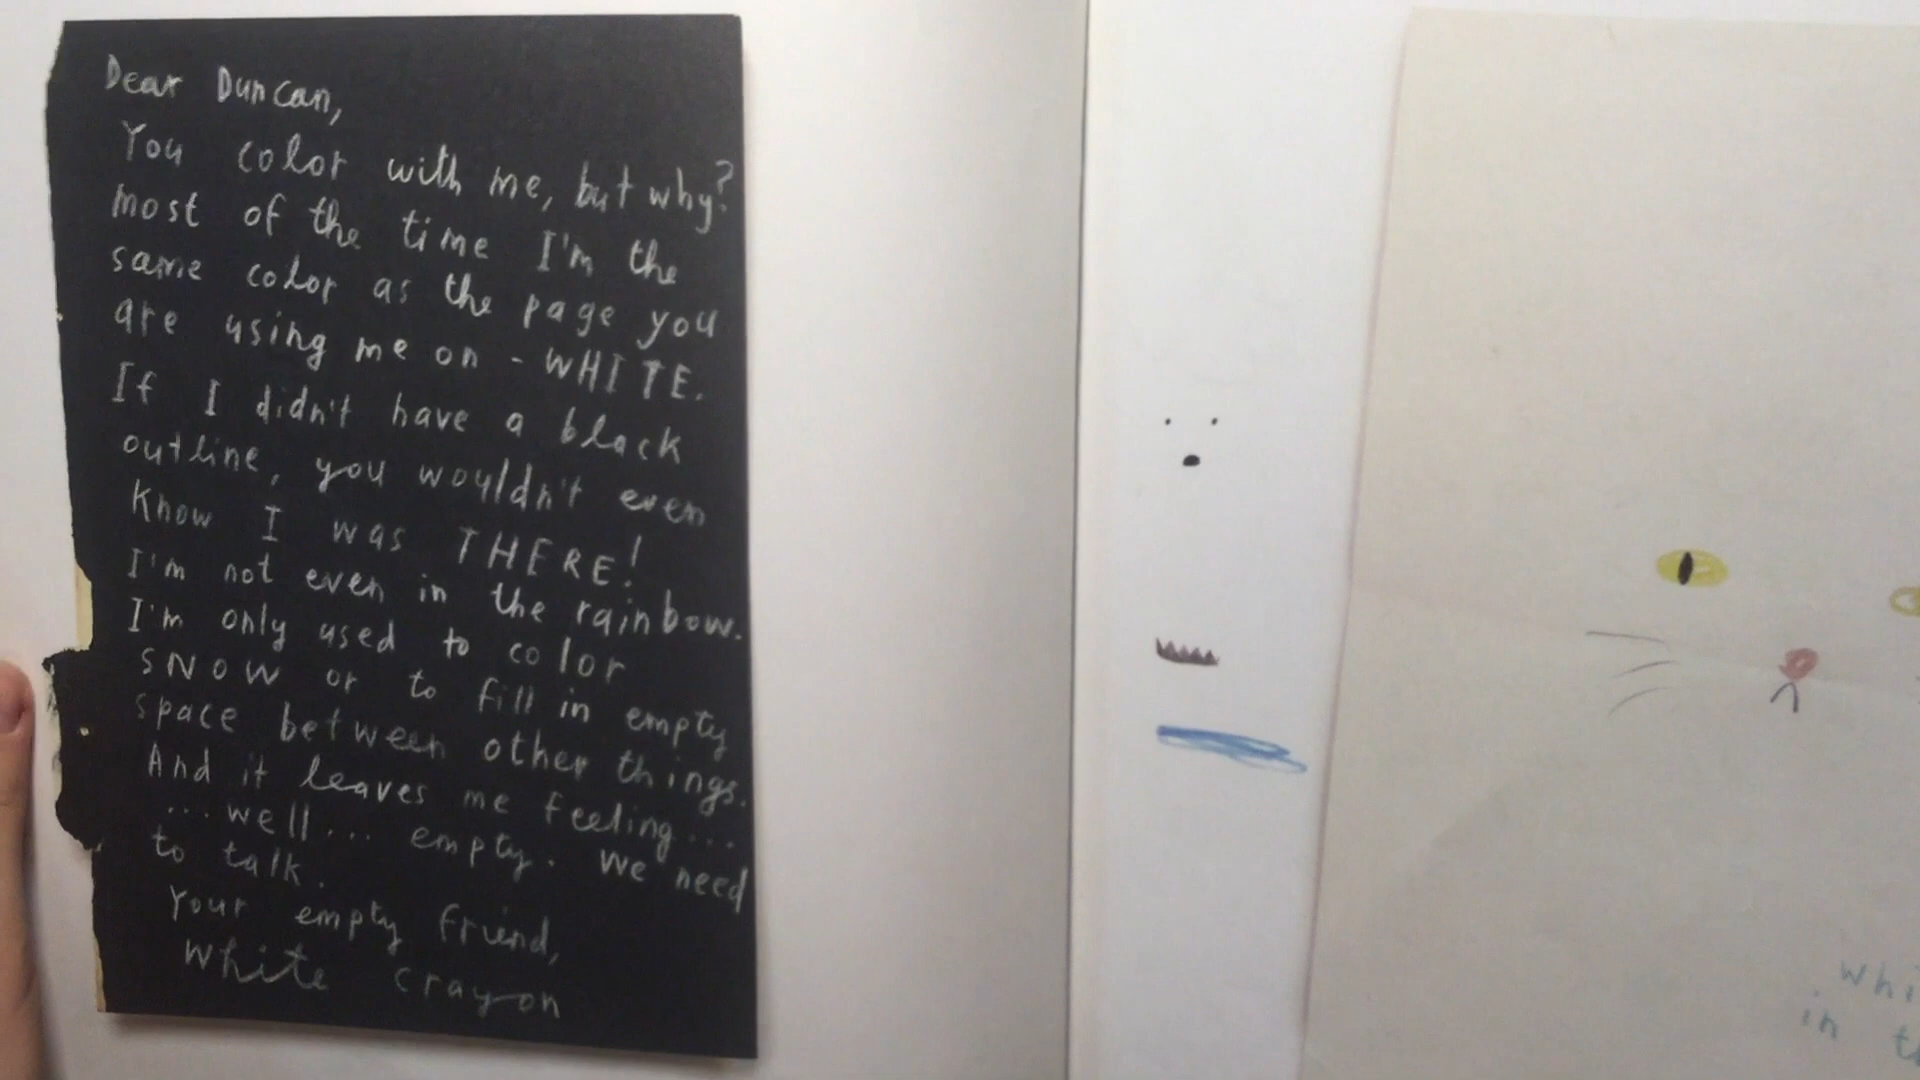 Dear Duncan,
You color with me, but why?
most of the time I'm the
same color as the page you
are using me on - WHITE.
If I didn't have a black
outline, you wouldn't even
know I was THERE!
I'm not even in the rainbow.
I'm only used to color
SNOW or to fill in empty
space between other things.
And it leaves me feeling...
...well... empty. We need
to talk.
Your empty friend,
White crayon
in